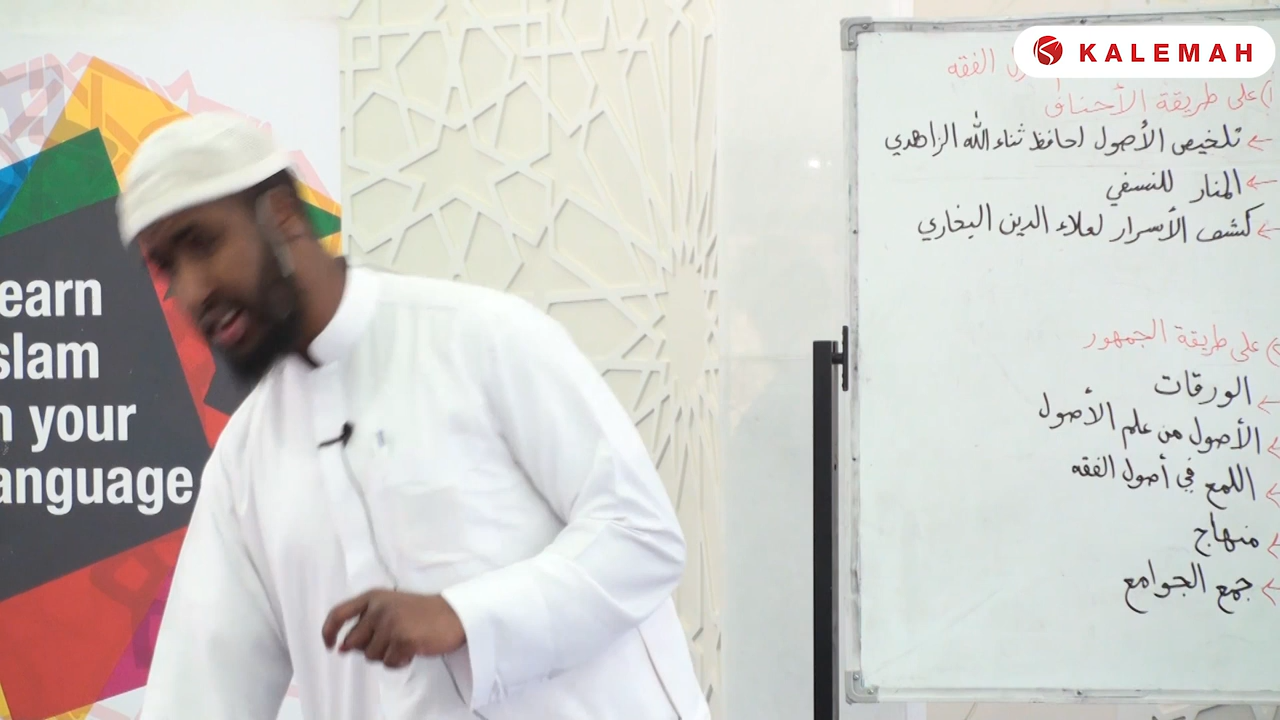 earn
slam
n your
anguage
KALEMAH
الفقه
١) على طريقة الأحناف
← تلخيص الأصول لحافظ ثناء الله الزاهدي
← المنار للنسفي
← كشف الأسرار لعلاء الدين البخاري
على طريقة الجمهور
← الورقات
← الأصول من علم الأصول
← اللمع في أصول الفقه
← منهاج
← جمع الجوامع